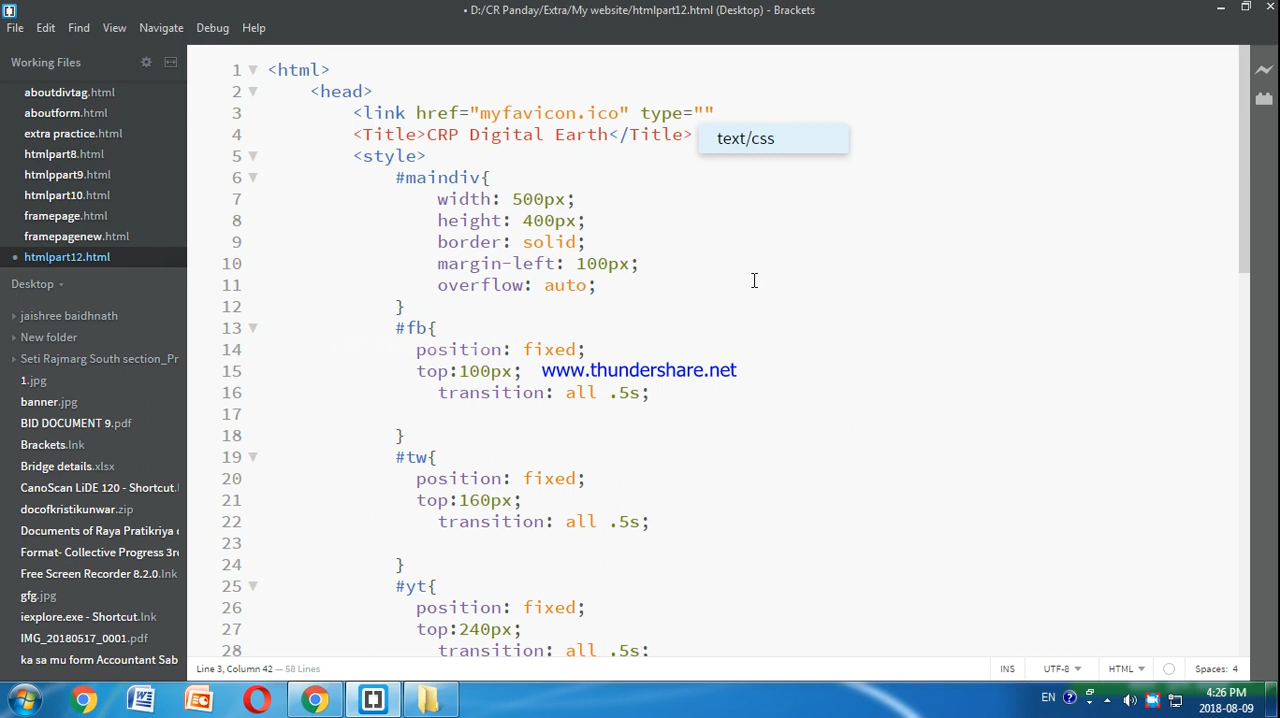 • D:/CR Panday/Extra/My website/htmlpart12.html (Desktop) - Brackets
File Edit Find View Navigate Debug Help
Working Files
aboutdivtag.html
aboutform.html
extra practice.html
htmlpart8.html
htmlppart9.html
htmlpart10.html
framepage.html
framepagenew.html
• htmlpart12.html
Desktop
jaishree baidhnath
New folder
Seti Rajmarg South section_Pr
1.jpg
banner.jpg
BID DOCUMENT 9.pdf
Brackets.lnk
Bridge details.xlsx
CanoScan LiDE 120 - Shortcut.
docofkristikunwar.zip
Documents of Raya Pratikriya
Format- Collective Progress 3r
Free Screen Recorder 8.2.0.lnk
gfg.jpg
iexplore.exe - Shortcut.lnk
IMG_20180517_0001.pdf
ka sa mu form Accountant Sab
1 <html>
2 <head>
3 <link href="myfavicon.ico" type=""
4 <Title>CRP Digital Earth</Title>
text/css
5 <style>
6 #maindiv{
7 width: 500px;
8 height: 400px;
9 border: solid;
10 margin-left: 100px;
11 overflow: auto;
12 }
13 #fb{
14 position: fixed;
15 top:100px; www.thundershare.net
16 transition: all .5s;
17
18 }
19 #tw{
20 position: fixed;
21 top:160px;
22 transition: all .5s;
23
24 }
25 #yt{
26 position: fixed;
27 top:240px;
28 transition: all .5s;
Line 3, Column 42 — 58 Lines
INS UTF-8 HTML Spaces: 4
EN
4:26 PM
2018-08-09